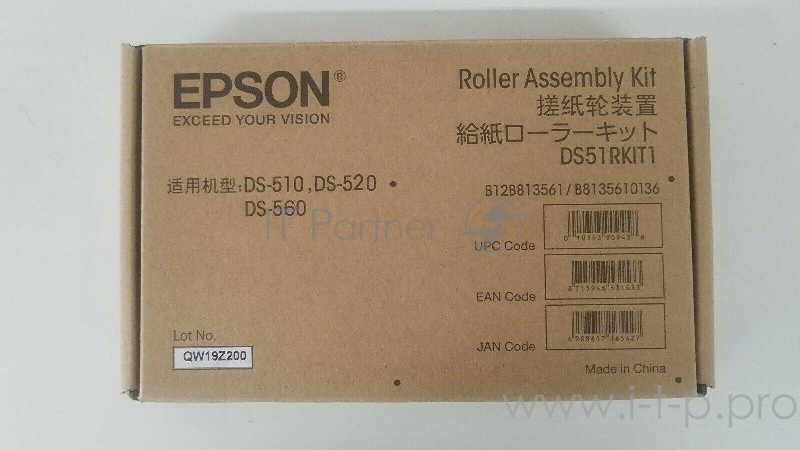 EPSON®
EXCEED YOUR VISION
Roller Assembly Kit
搓纸轮装置
給紙ローラーキット
DS51RKIT1
适用机型:DS-510,DS-520
DS-560
B12B813561/B8135610136
IT Partner
UPC Code
EAN Code
JAN Code
Lot No.
QW19Z200
Made in China
www.i-t-p.pro